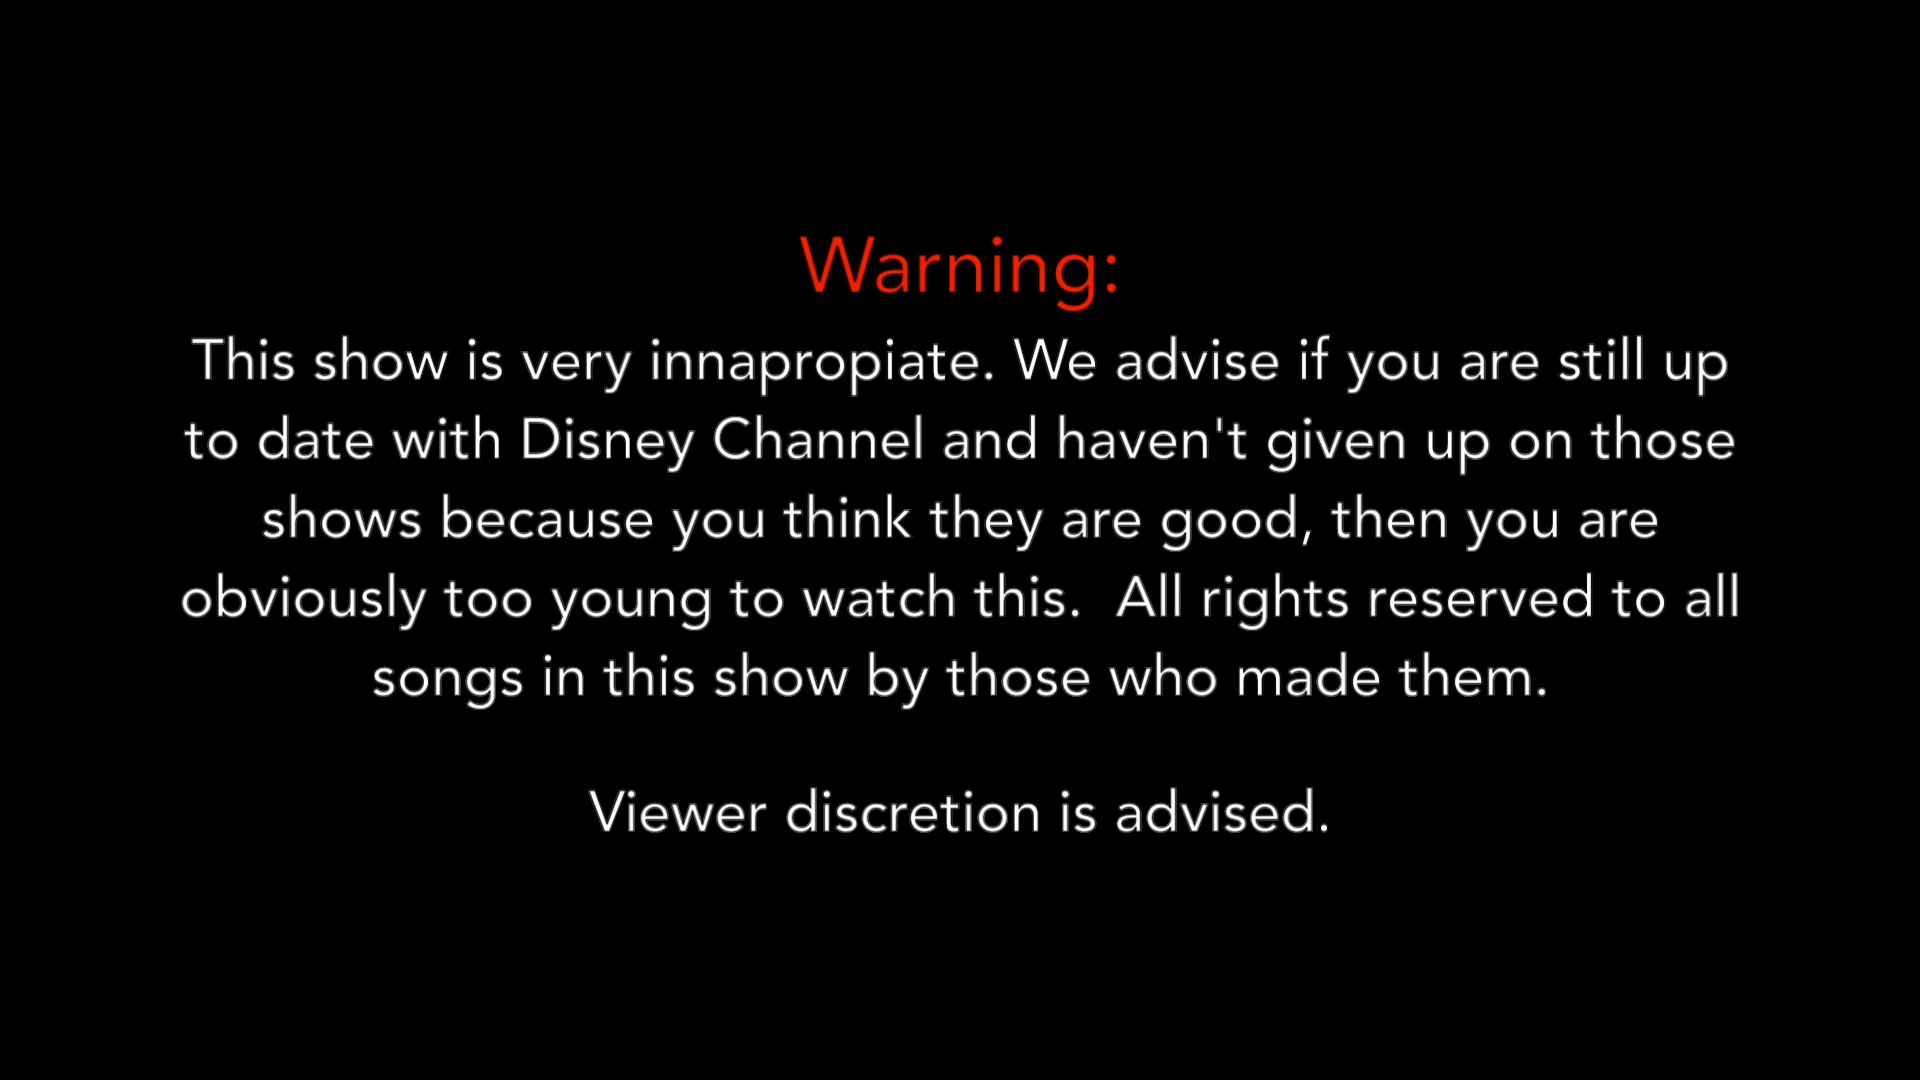 Warning:
This show is very innapropiate. We advise if you are still up
to date with Disney Channel and haven't given up on those
shows because you think they are good, then you are
obviously too young to watch this.  All rights reserved to all
songs in this show by those who made them.
Viewer discretion is advised.